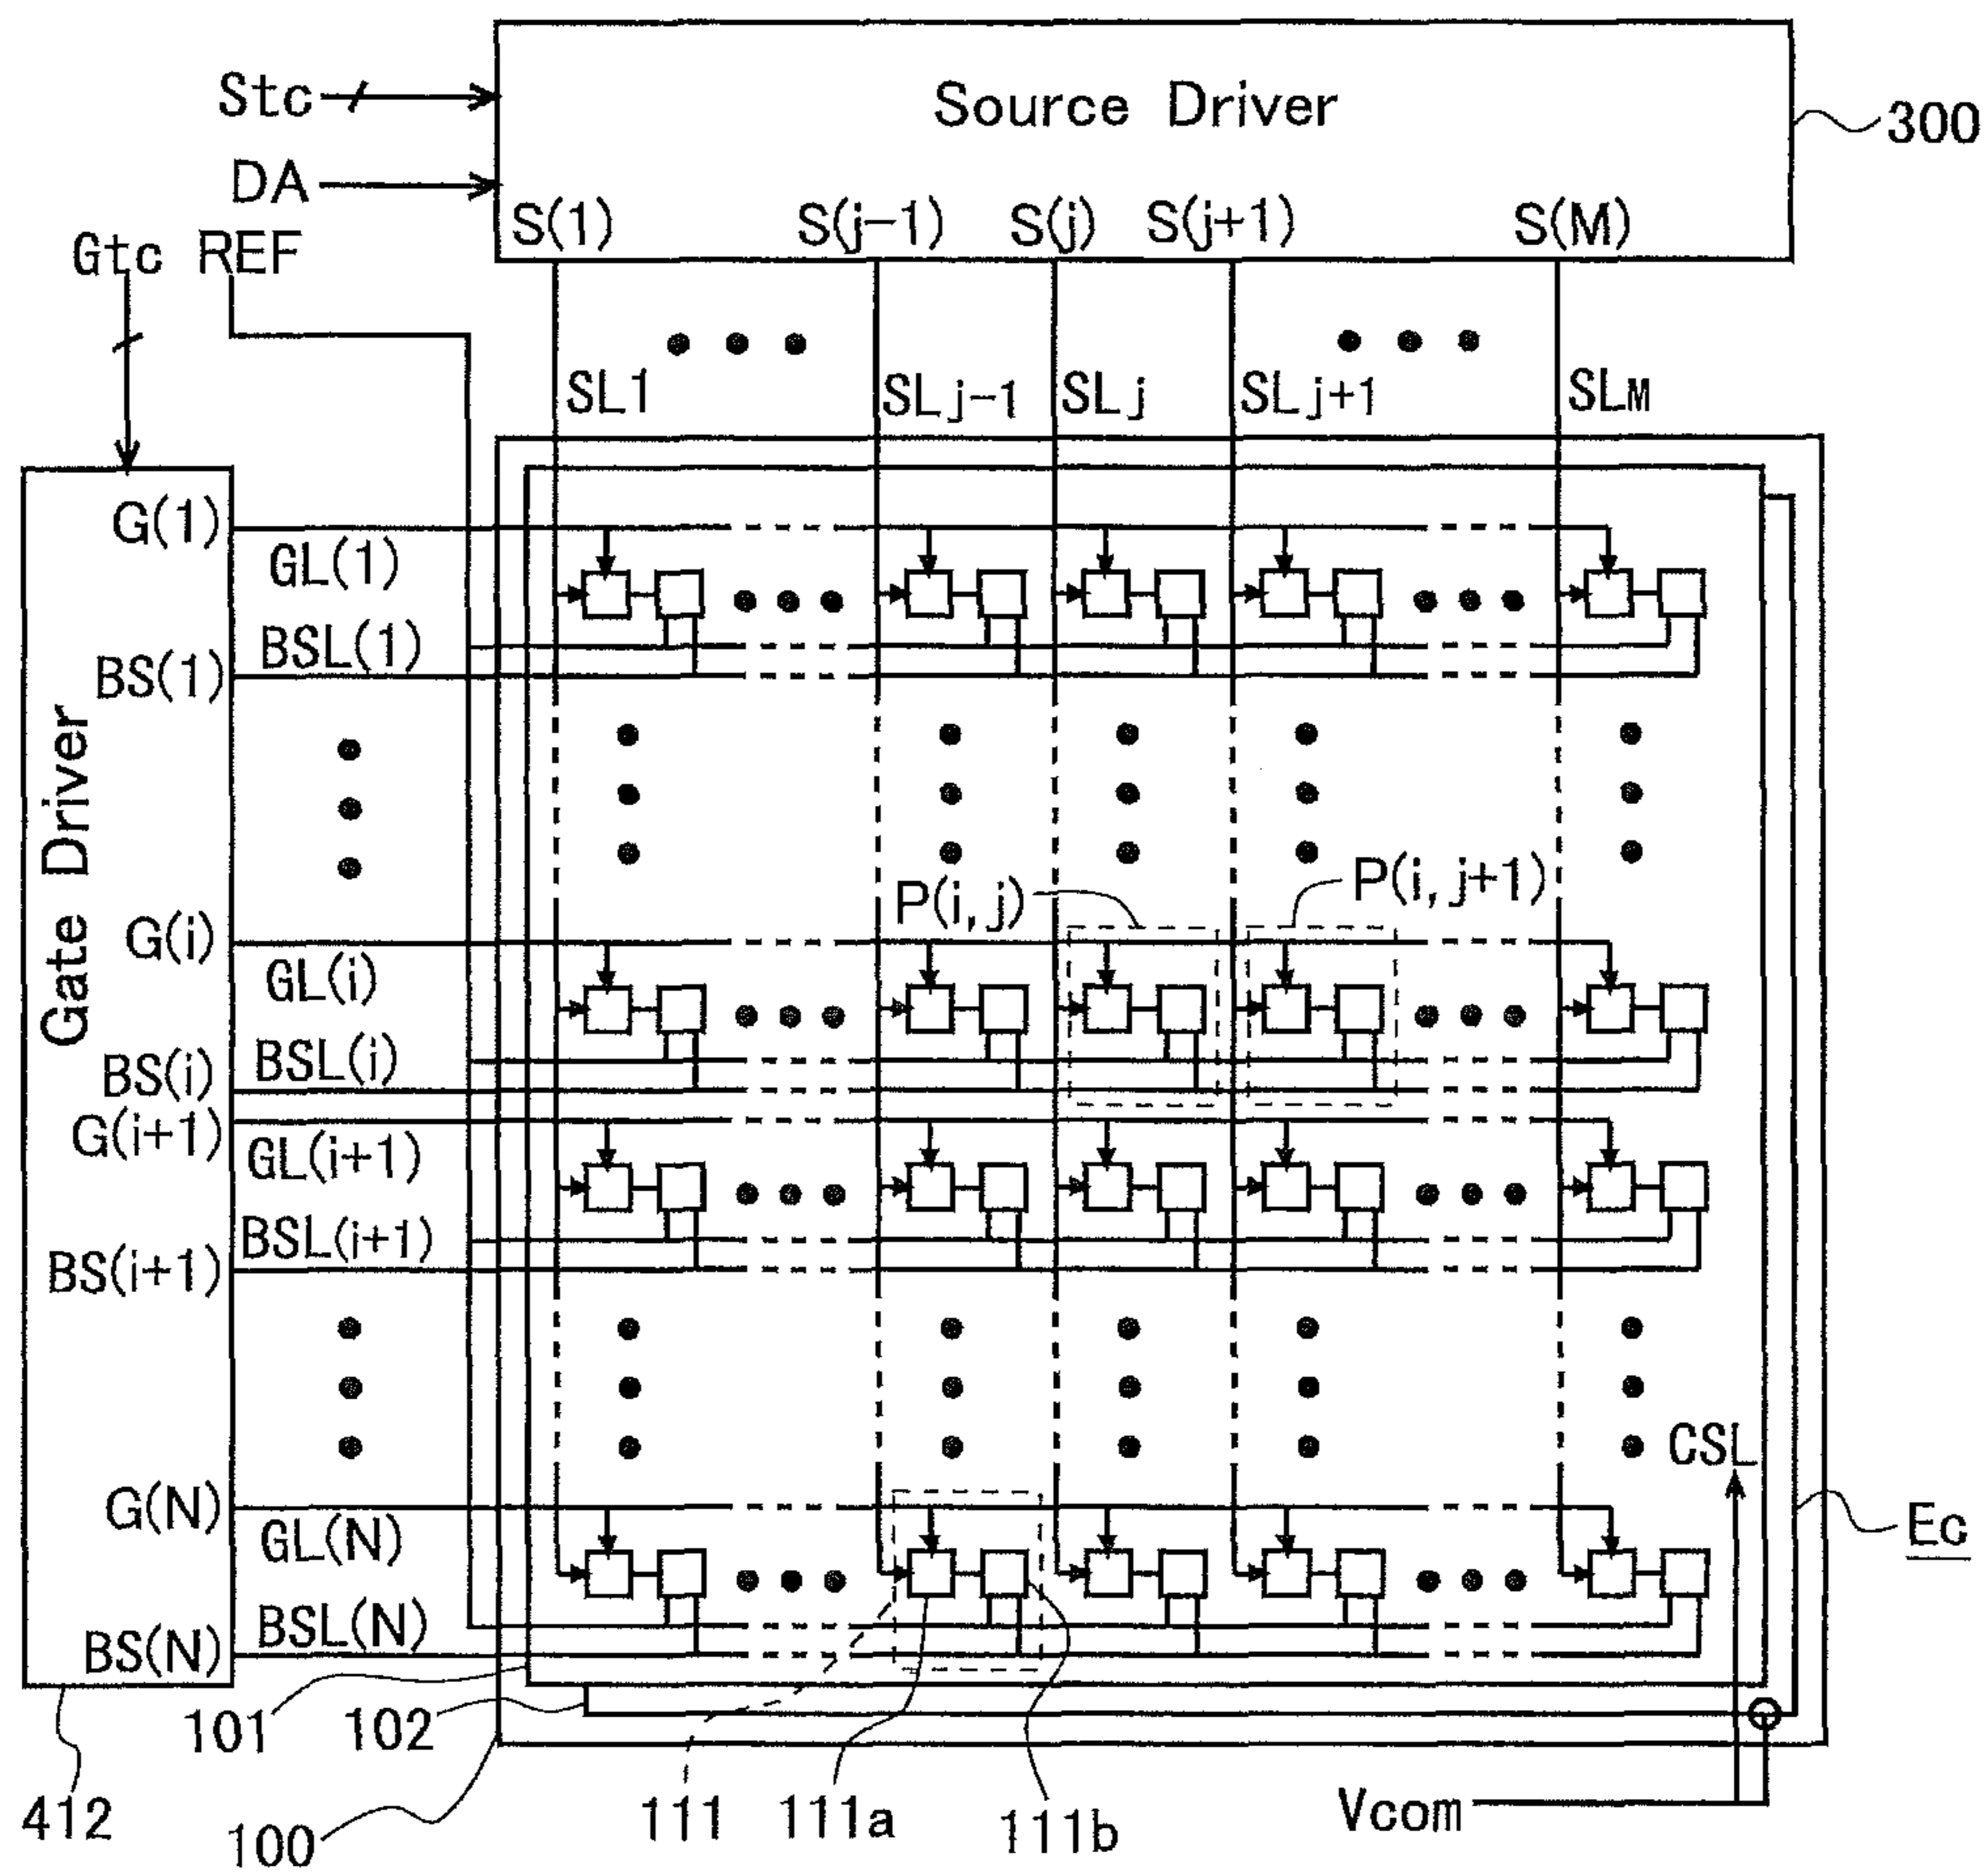 Stc
Source Driver
300
DA
S(1) S(j-1) S(j) S(j+1) S(M)
Gtc REF
SL1 SLj-1 SLj SLj+1 SLM
G(1)
GL(1)
BSL(1)
BS(1)
Gate Driver
P(i, j) P(i, j+1)
G(i)
GL(i)
BSL(i)
BS(i)
G(i+1)
GL(i+1)
BSL(i+1)
BS(i+1)
CSL
G(N)
GL(N)
Ec
BSL(N)
BS(N)
101 102
412 100 111 111a 111b Vcom